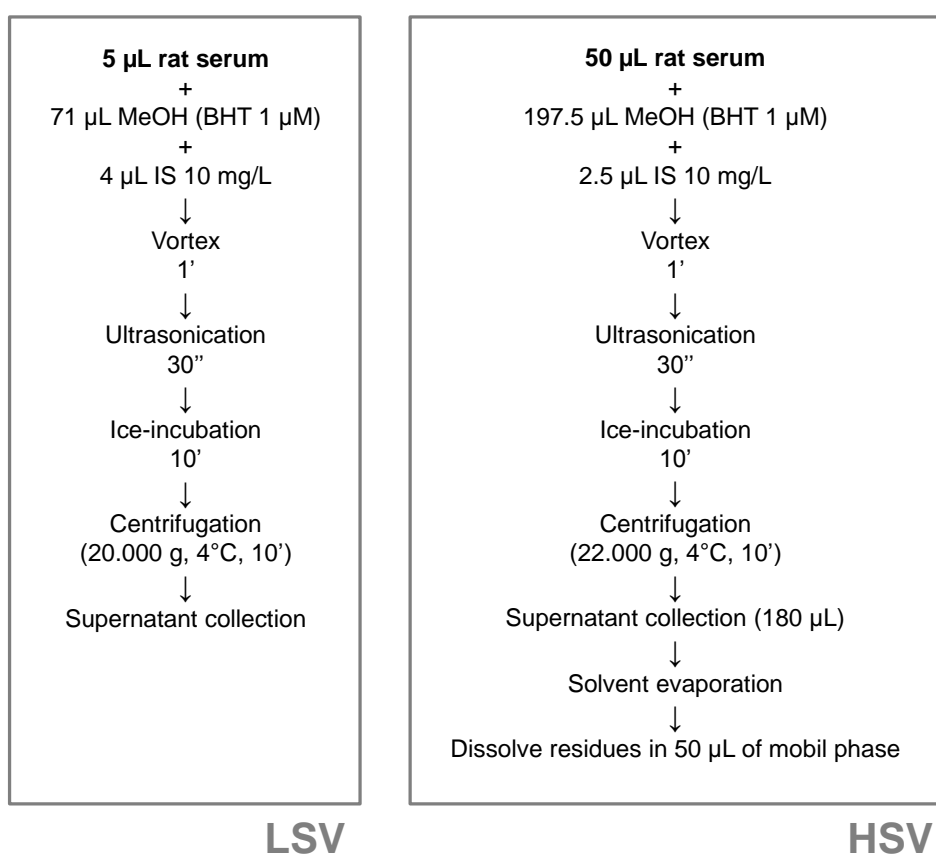 5 µL rat serum
+
71 µL MeOH (BHT 1 µM)
+
4 µL IS 10 mg/L
↓
Vortex
1’
↓
Ultrasonication
30’’
↓
Ice-incubation
10’
↓
Centrifugation
(20.000 g, 4°C, 10’)
↓
Supernatant collection
LSV
50 µL rat serum
+
197.5 µL MeOH (BHT 1 µM)
+
2.5 µL IS 10 mg/L
↓
Vortex
1’
↓
Ultrasonication
30’’
↓
Ice-incubation
10’
↓
Centrifugation
(22.000 g, 4°C, 10’)
↓
Supernatant collection (180 µL)
↓
Solvent evaporation
↓
Dissolve residues in 50 µL of mobil phase
HSV